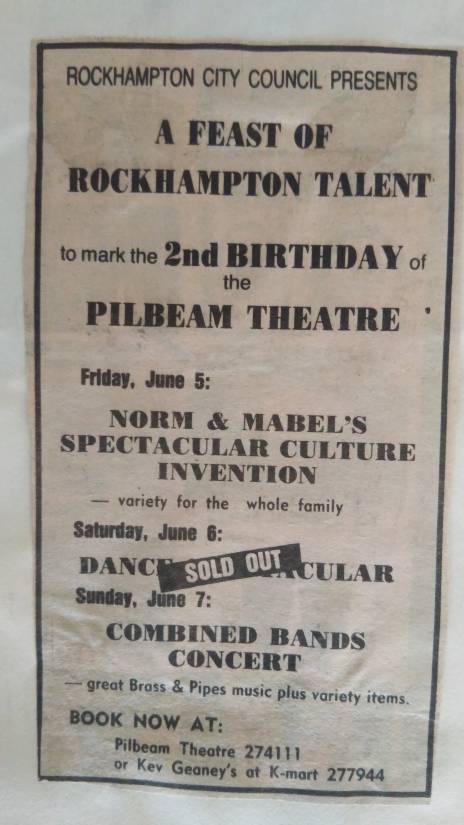 ROCKHAMPTON CITY COUNCIL PRESENTS
A FEAST OF
ROCKHAMPTON TALENT
to mark the 2nd BIRTHDAY of
the
PILBEAM THEATRE
Friday, June 5:
NORM & MABEL'S
SPECTACULAR CULTURE
INVENTION
— variety for the whole family
Saturday, June 6:
SOLD OUT
Sunday, June 7:
COMBINED BANDS
CONCERT
— great Brass & Pipes music plus variety items.
BOOK NOW AT:
Pilbeam Theatre 274111
or Kev Geaney's at K-mart 277944